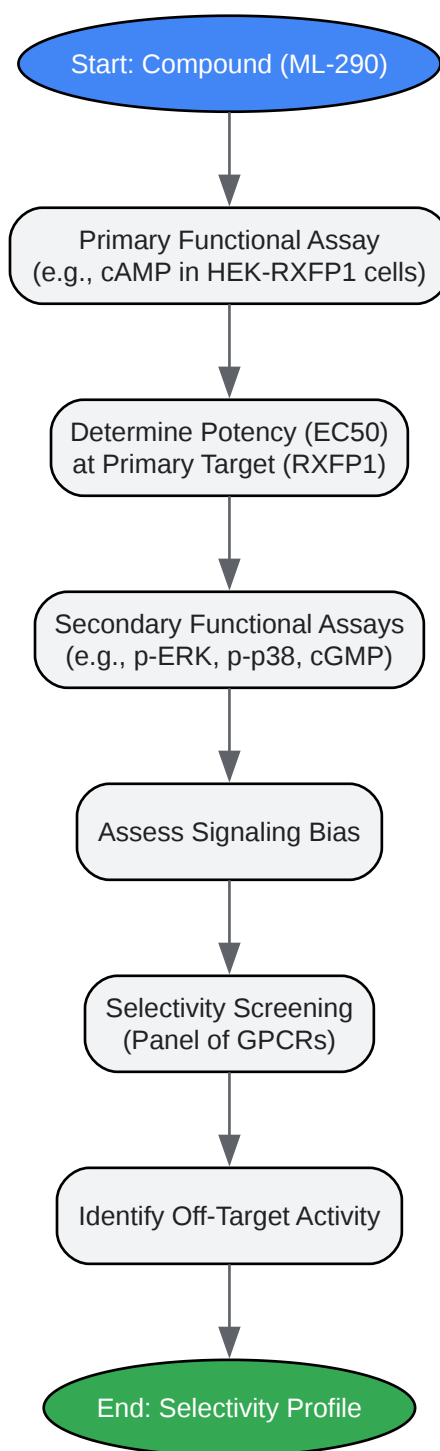 Start: Compound (ML-290)
Primary Functional Assay
(e.g., cAMP in HEK-RXFP1 cells)
Determine Potency (EC50)
at Primary Target (RXFP1)
Secondary Functional Assays
(e.g., p-ERK, p-p38, cGMP)
Assess Signaling Bias
Selectivity Screening
(Panel of GPCRs)
Identify Off-Target Activity
End: Selectivity Profile